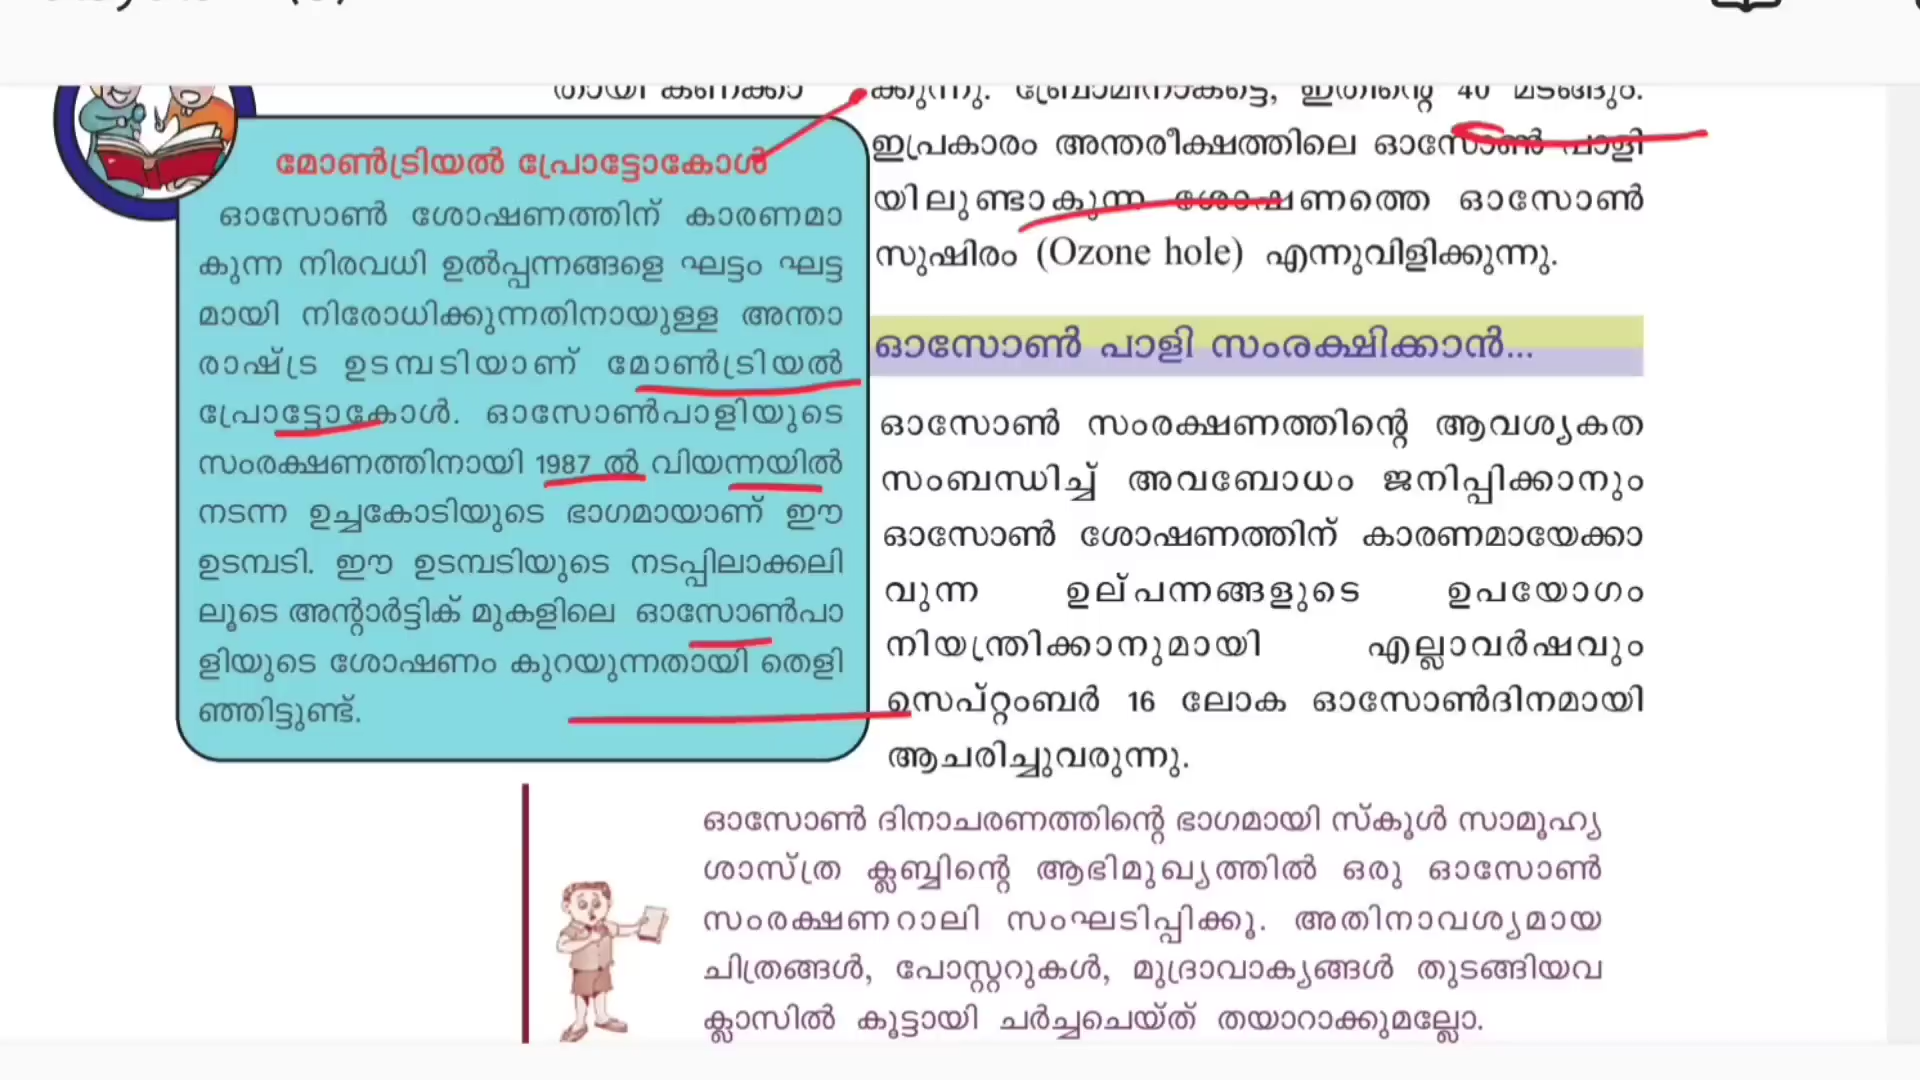 മോൺട്രിയൽ പ്രോട്ടോകോൾ
ഓസോൺ ശോഷണത്തിന് കാരണമാ
കുന്ന നിരവധി ഉൽപ്പന്നങ്ങളെ ഘട്ടം ഘട്ട
മായി നിരോധിക്കുന്നതിനായുള്ള അന്താ
രാഷ്ട്ര ഉടമ്പടിയാണ് മോൺട്രിയൽ
പ്രോട്ടോകോൾ. ഓസോൺപാളിയുടെ
സംരക്ഷണത്തിനായി 1987 ൽ വിയന്നയിൽ
നടന്ന ഉച്ചകോടിയുടെ ഭാഗമായാണ് ഈ
ഉടമ്പടി. ഈ ഉടമ്പടിയുടെ നടപ്പിലാക്കലി
ലൂടെ അന്റാർട്ടിക് മുകളിലെ ഓസോൺപാ
ളിയുടെ ശോഷണം കുറയുന്നതായി തെളി
ഞ്ഞിട്ടുണ്ട്.
തായി കണക്കാ
ക്കുന്നു. ബ്രോമിനാകട്ടെ, ഇതിന്റെ 40 മടങ്ങും.
ഇപ്രകാരം അന്തരീക്ഷത്തിലെ ഓസോൺ പാളി
യിലുണ്ടാകുന്ന ശോഷണത്തെ ഓസോൺ
സുഷിരം (Ozone hole) എന്നുവിളിക്കുന്നു.
ഓസോൺ പാളി സംരക്ഷിക്കാൻ...
ഓസോൺ സംരക്ഷണത്തിന്റെ ആവശ്യകത
സംബന്ധിച്ച് അവബോധം ജനിപ്പിക്കാനും
ഓസോൺ ശോഷണത്തിന് കാരണമായേക്കാ
വുന്ന ഉല്പന്നങ്ങളുടെ ഉപയോഗം
നിയന്ത്രിക്കാനുമായി എല്ലാവർഷവും
സെപ്റ്റംബർ 16 ലോക ഓസോൺദിനമായി
ആചരിച്ചുവരുന്നു.
ഓസോൺ ദിനാചരണത്തിന്റെ ഭാഗമായി സ്കൂൾ സാമൂഹ്യ
ശാസ്ത്ര ക്ലബ്ബിന്റെ ആഭിമുഖ്യത്തിൽ ഒരു ഓസോൺ
സംരക്ഷണറാലി സംഘടിപ്പിക്കൂ. അതിനാവശ്യമായ
ചിത്രങ്ങൾ, പോസ്റ്ററുകൾ, മുദ്രാവാക്യങ്ങൾ തുടങ്ങിയവ
ക്ലാസിൽ കൂട്ടായി ചർച്ചചെയ്ത് തയാറാക്കുമല്ലോ.